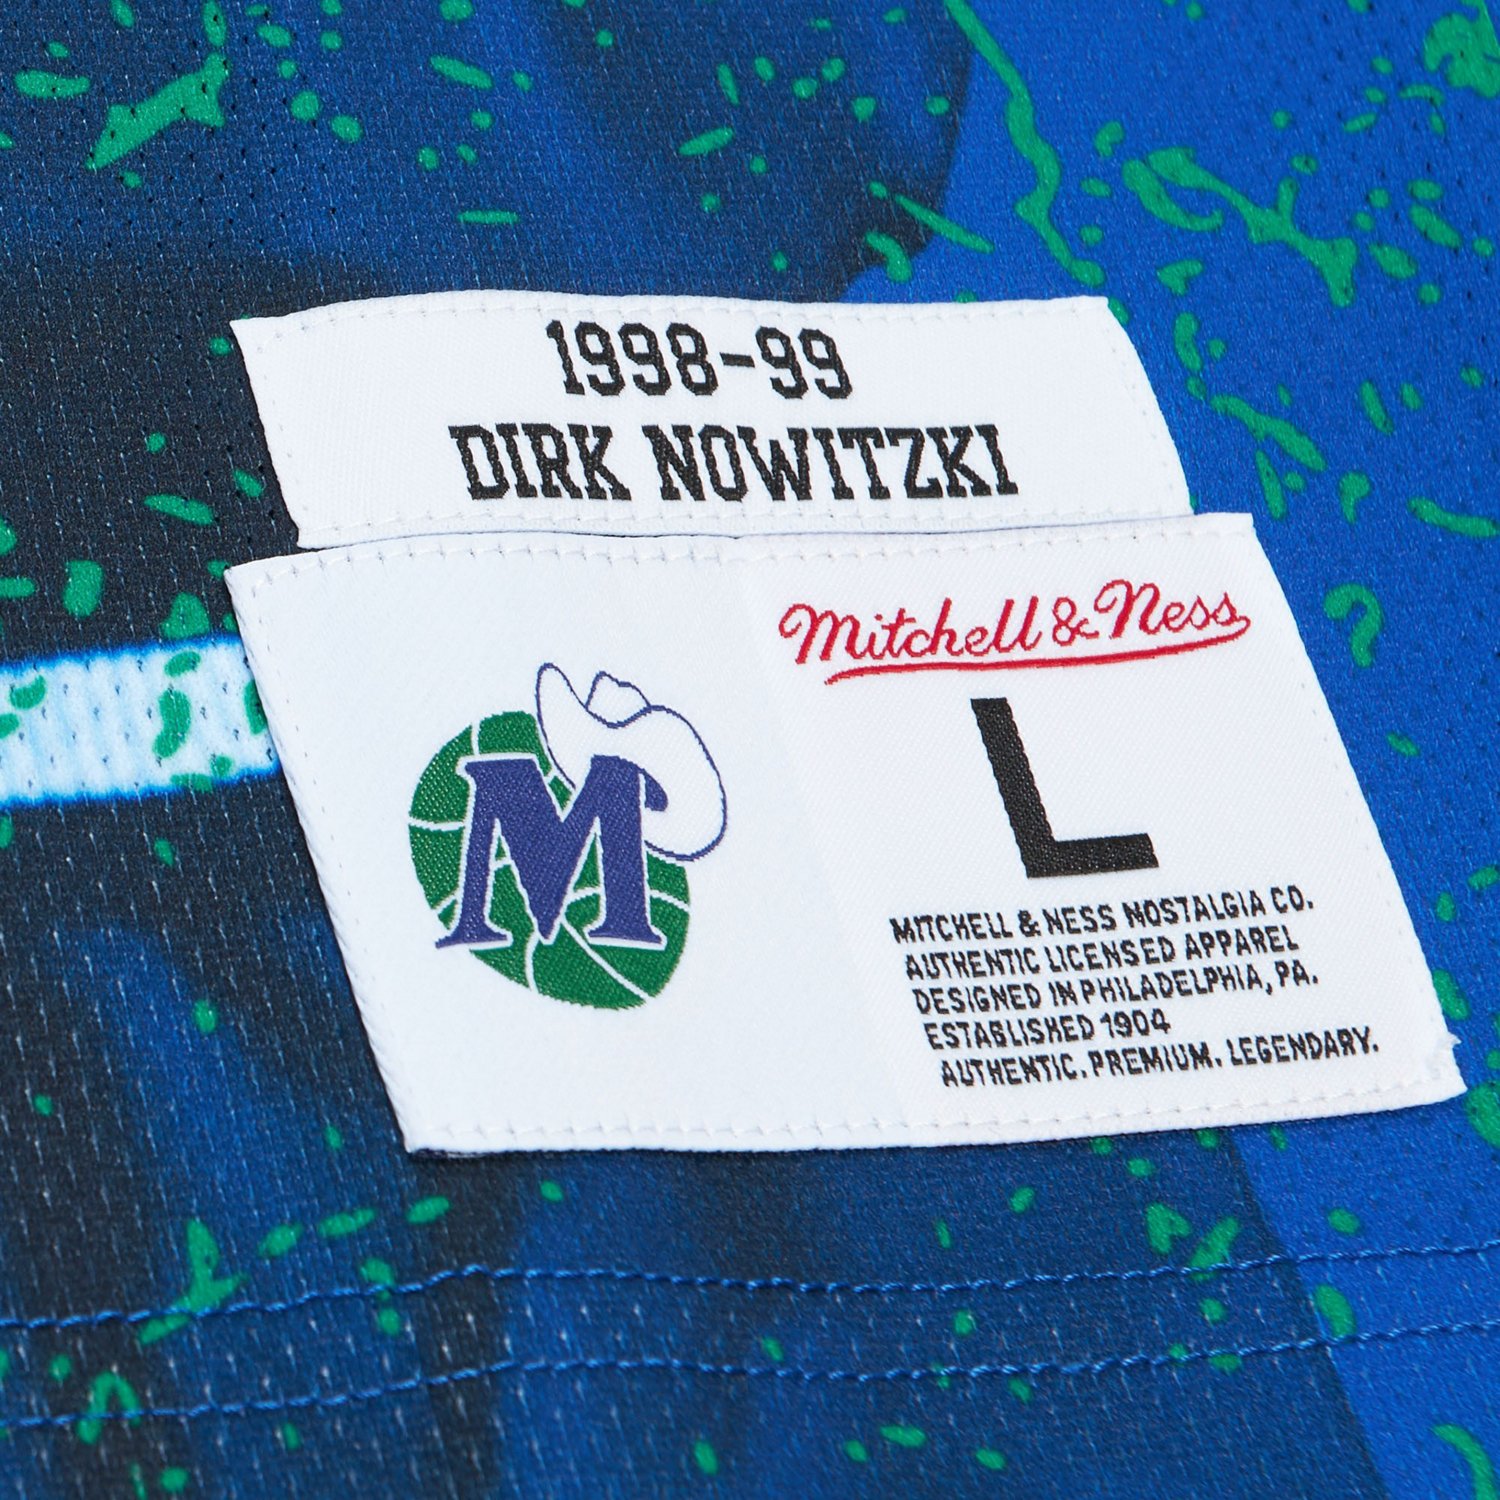 1998-99
DIRK NOWITZKI
Mitchell & Ness
M
L
MITCHELL & NESS NOSTALGIA CO.
AUTHENTIC LICENSED APPAREL
DESIGNED IN PHILADELPHIA, PA.
ESTABLISHED 1904
AUTHENTIC. PREMIUM. LEGENDARY.